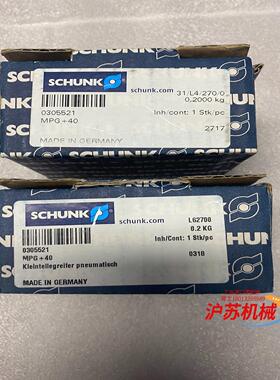 SCHUNK
schunk.com
31/L4-270/0
0,2000 kg
0305521
MPG+40
Inh/cont: 1 Stk/pc
2717
MADE IN GERMANY
SCHUNK
schunk.com
L62700
0.2 KG
0305521
MPG+40
Inh/Cont: 1 Stk/pc
Kleinteilegreifer pneumatisch
0318
MADE IN GERMANY
沪苏机械